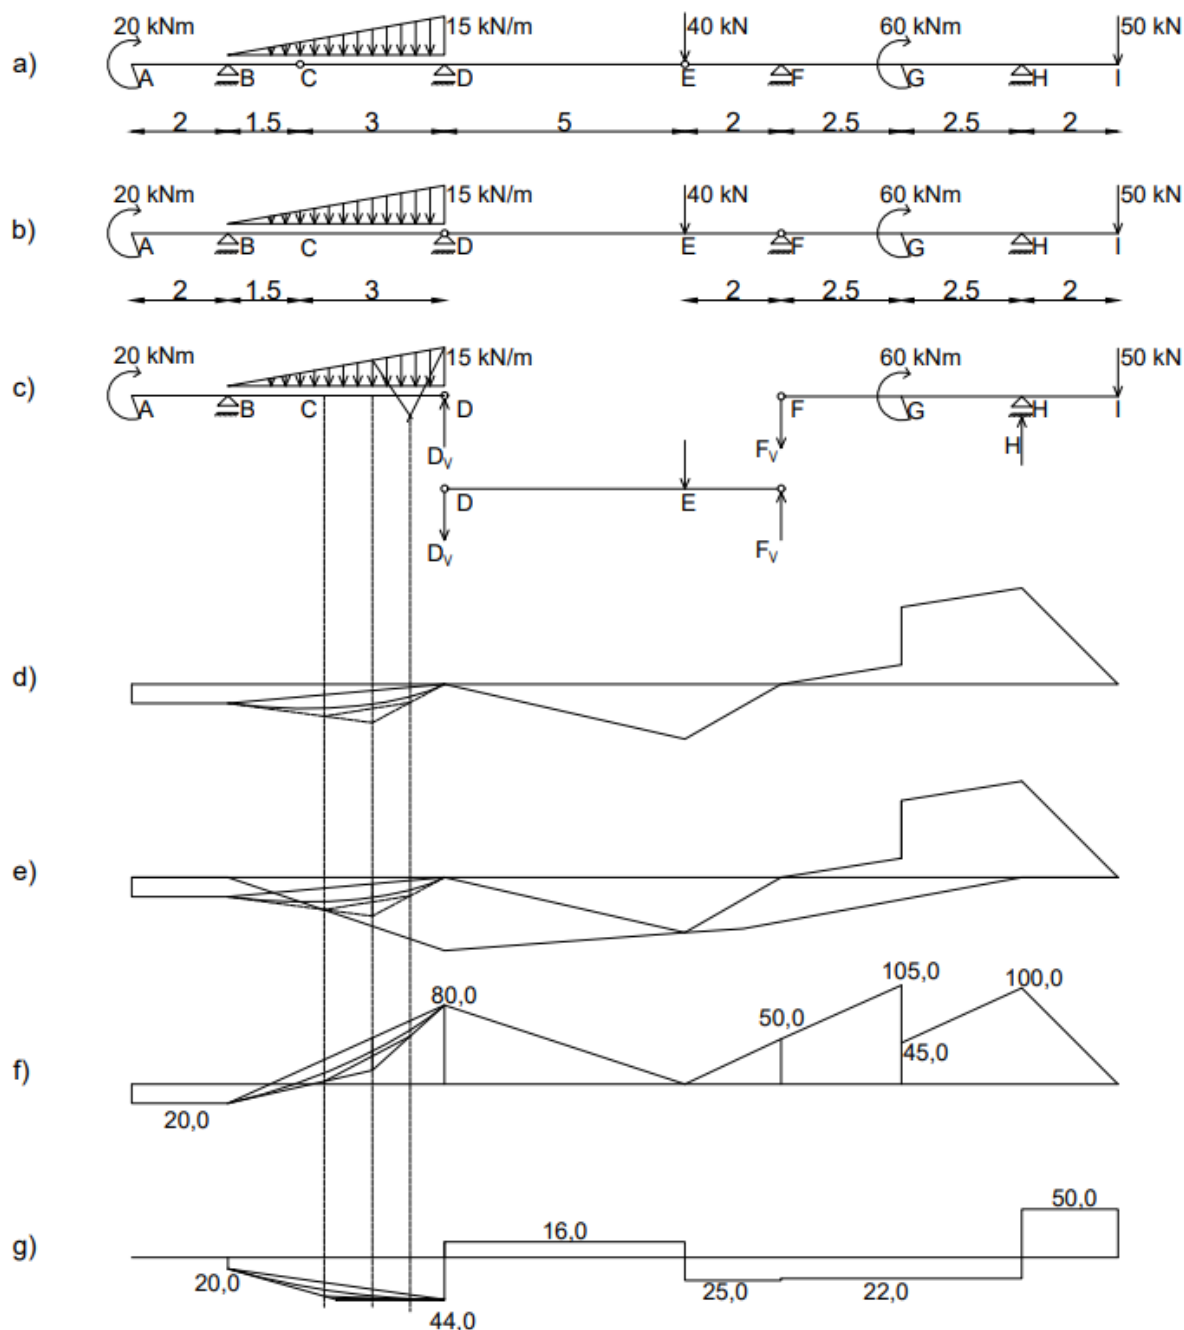 20 kNm 15 kN/m 40 kN 60 kNm 50 kN
a) A B C D E F G H I
2 1.5 3 5 2 2.5 2.5 2
20 kNm 15 kN/m 40 kN 60 kNm 50 kN
b) A B C D E F G H I
2 1.5 3 2 2.5 2.5 2
20 kNm 15 kN/m 60 kNm 50 kN
c) A B C D F G H I
DV FV H
D E
DV FV
d)
e)
80,0 105,0 100,0
50,0
45,0
f)
20,0
50,0
16,0
g)
20,0 25,0 22,0
44,0